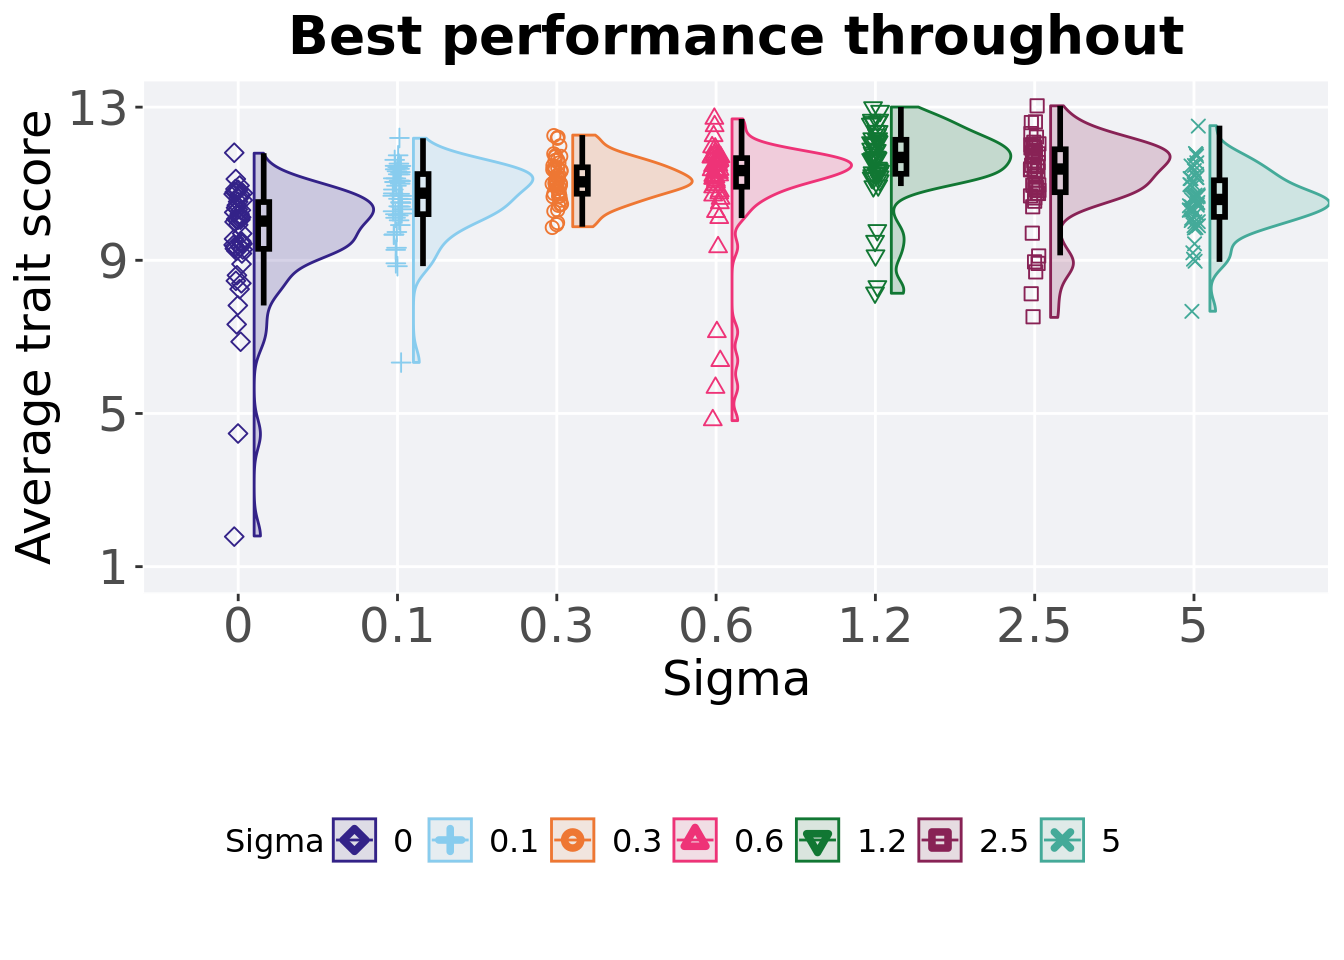 Best performance throughout
Average trait score
13
9
5
1
0 0.1 0.3 0.6 1.2 2.5 5
Sigma
Sigma 0 0.1 0.3 0.6 1.2 2.5 5